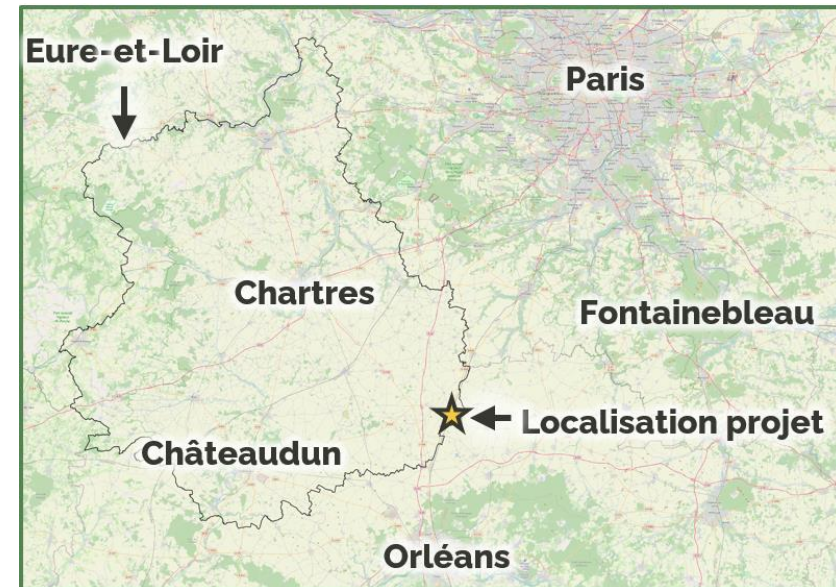 Eure-et-Loir
Paris
Chartres
Fontainebleau
Localisation projet
Châteaudun
Orléans